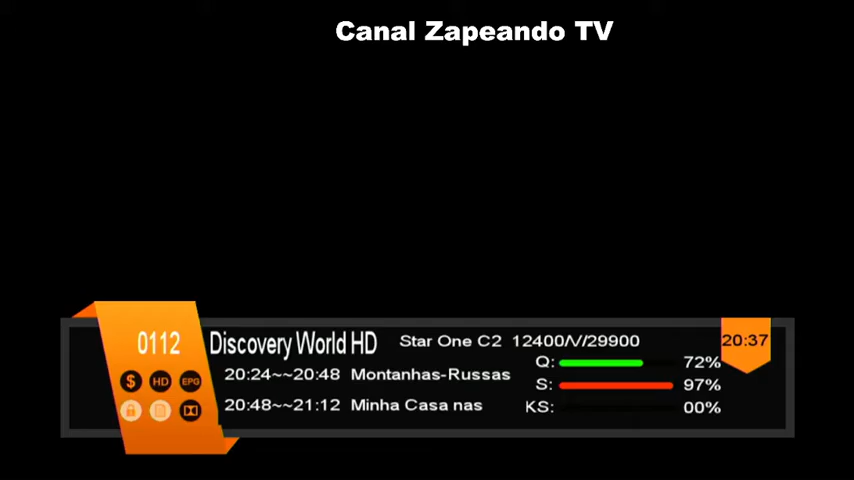 Canal Zapeando TV
0112 Discovery World HD Star One C2 12400/V/29900 20:37
Q: 72%
20:24~~20:48 Montanhas-Russas
S: 97%
20:48~~21:12 Minha Casa nas
KS: 00%
$ HD EPG